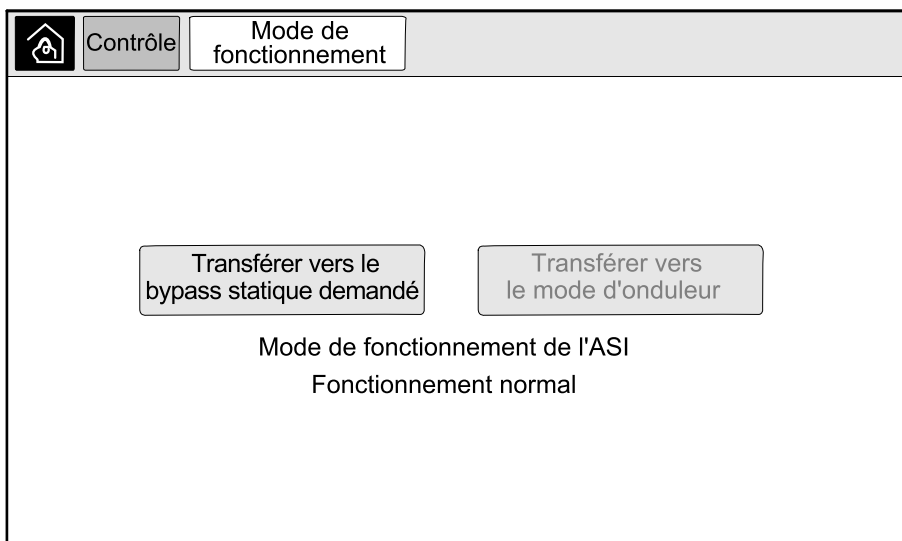 Contrôle
Mode de
fonctionnement
Transférer vers le
bypass statique demandé
Transférer vers
le mode d'onduleur
Mode de fonctionnement de l'ASI
Fonctionnement normal